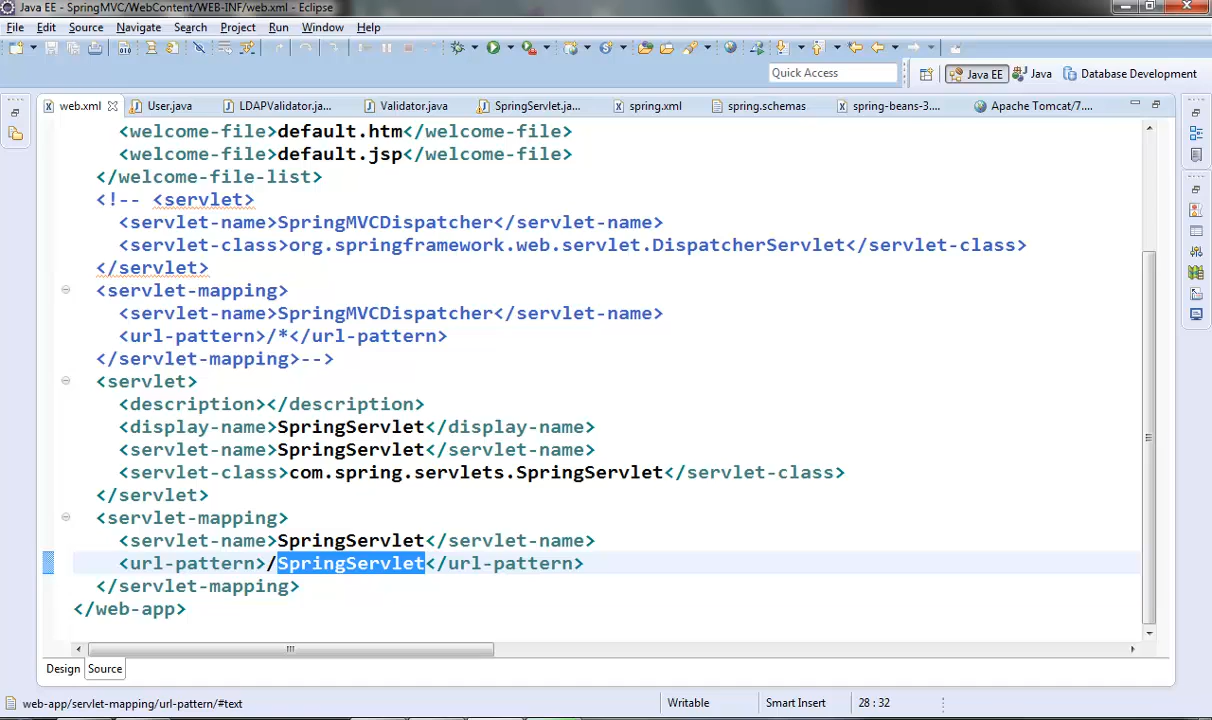 Java EE - SpringMVC/WebContent/WEB-INF/web.xml - Eclipse
File Edit Source Navigate Search Project Run Window Help
Quick Access
Java EE
Java
Database Development
web.xml
User.java
LDAPValidator.ja...
Validator.java
SpringServlet.ja...
spring.xml
spring.schemas
spring-beans-3....
Apache Tomcat/7....
<welcome-file>default.htm</welcome-file>
<welcome-file>default.jsp</welcome-file>
</welcome-file-list>
<!-- <servlet>
<servlet-name>SpringMVCDispatcher</servlet-name>
<servlet-class>org.springframework.web.servlet.DispatcherServlet</servlet-class>
</servlet>
<servlet-mapping>
<servlet-name>SpringMVCDispatcher</servlet-name>
<url-pattern>/*</url-pattern>
</servlet-mapping>-->
<servlet>
<description></description>
<display-name>SpringServlet</display-name>
<servlet-name>SpringServlet</servlet-name>
<servlet-class>com.spring.servlets.SpringServlet</servlet-class>
</servlet>
<servlet-mapping>
<servlet-name>SpringServlet</servlet-name>
<url-pattern>/SpringServlet</url-pattern>
</servlet-mapping>
</web-app>
Design Source
web-app/servlet-mapping/url-pattern/#text
Writable
Smart Insert
28 : 32